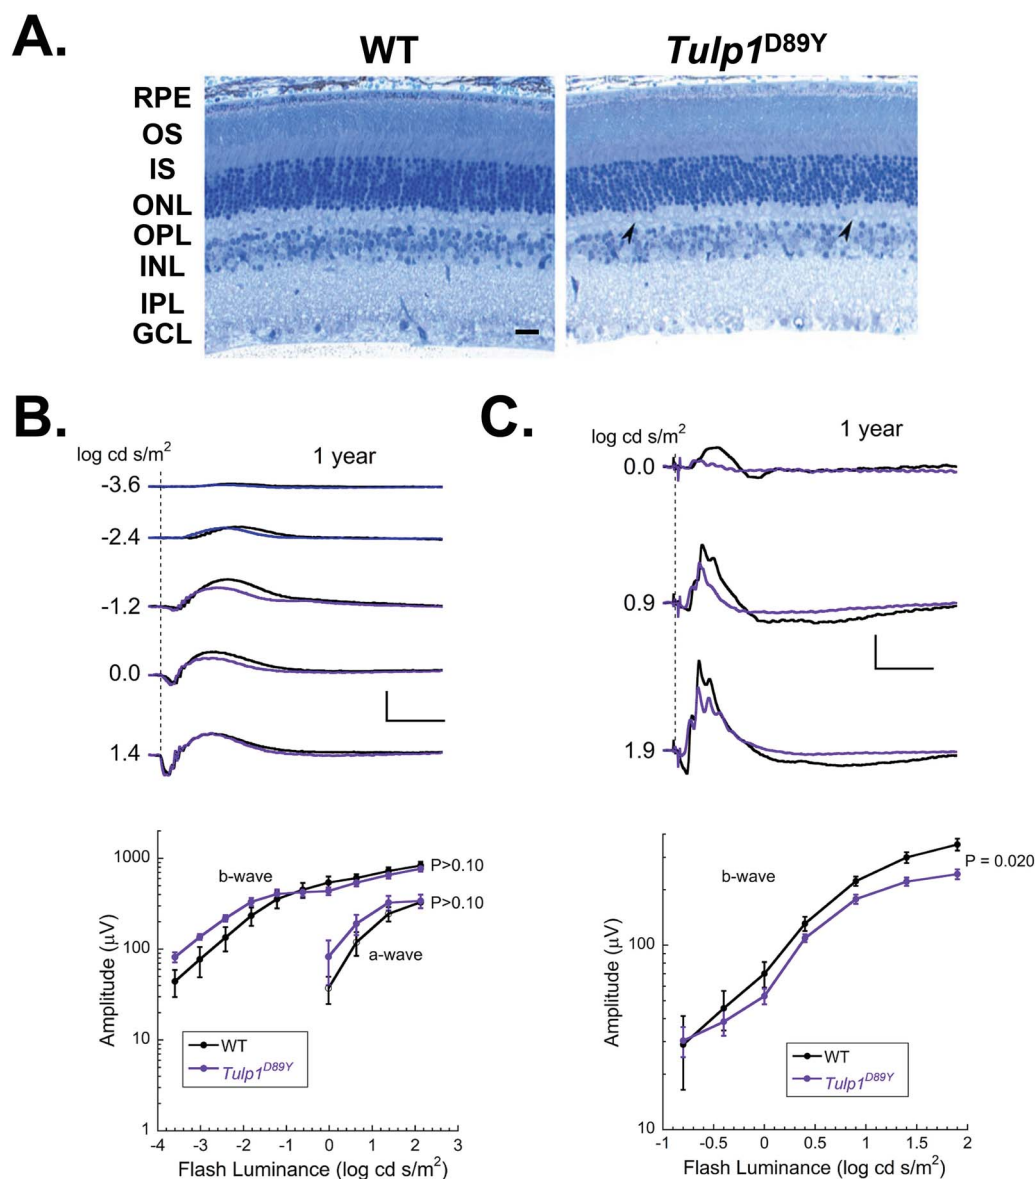 A.
WT
Tulp1D89Y
RPE
OS
IS
ONL
OPL
INL
IPL
GCL
B.
log cd s/m2
1 year
-3.6
-2.4
-1.2
0.0
1.4
C.
log cd s/m2
1 year
0.0
0.9
1.9
1000
100
10
1
Amplitude (μV)
b-wave
P>0.10
P>0.10
a-wave
WT
Tulp1D89Y
-4 -3 -2 -1 0 1 2 3
Flash Luminance (log cd s/m2)
100
10
Amplitude (μV)
b-wave
P = 0.020
WT
Tulp1D89Y
-1 -0.5 0 0.5 1 1.5 2
Flash Luminance (log cd s/m2)